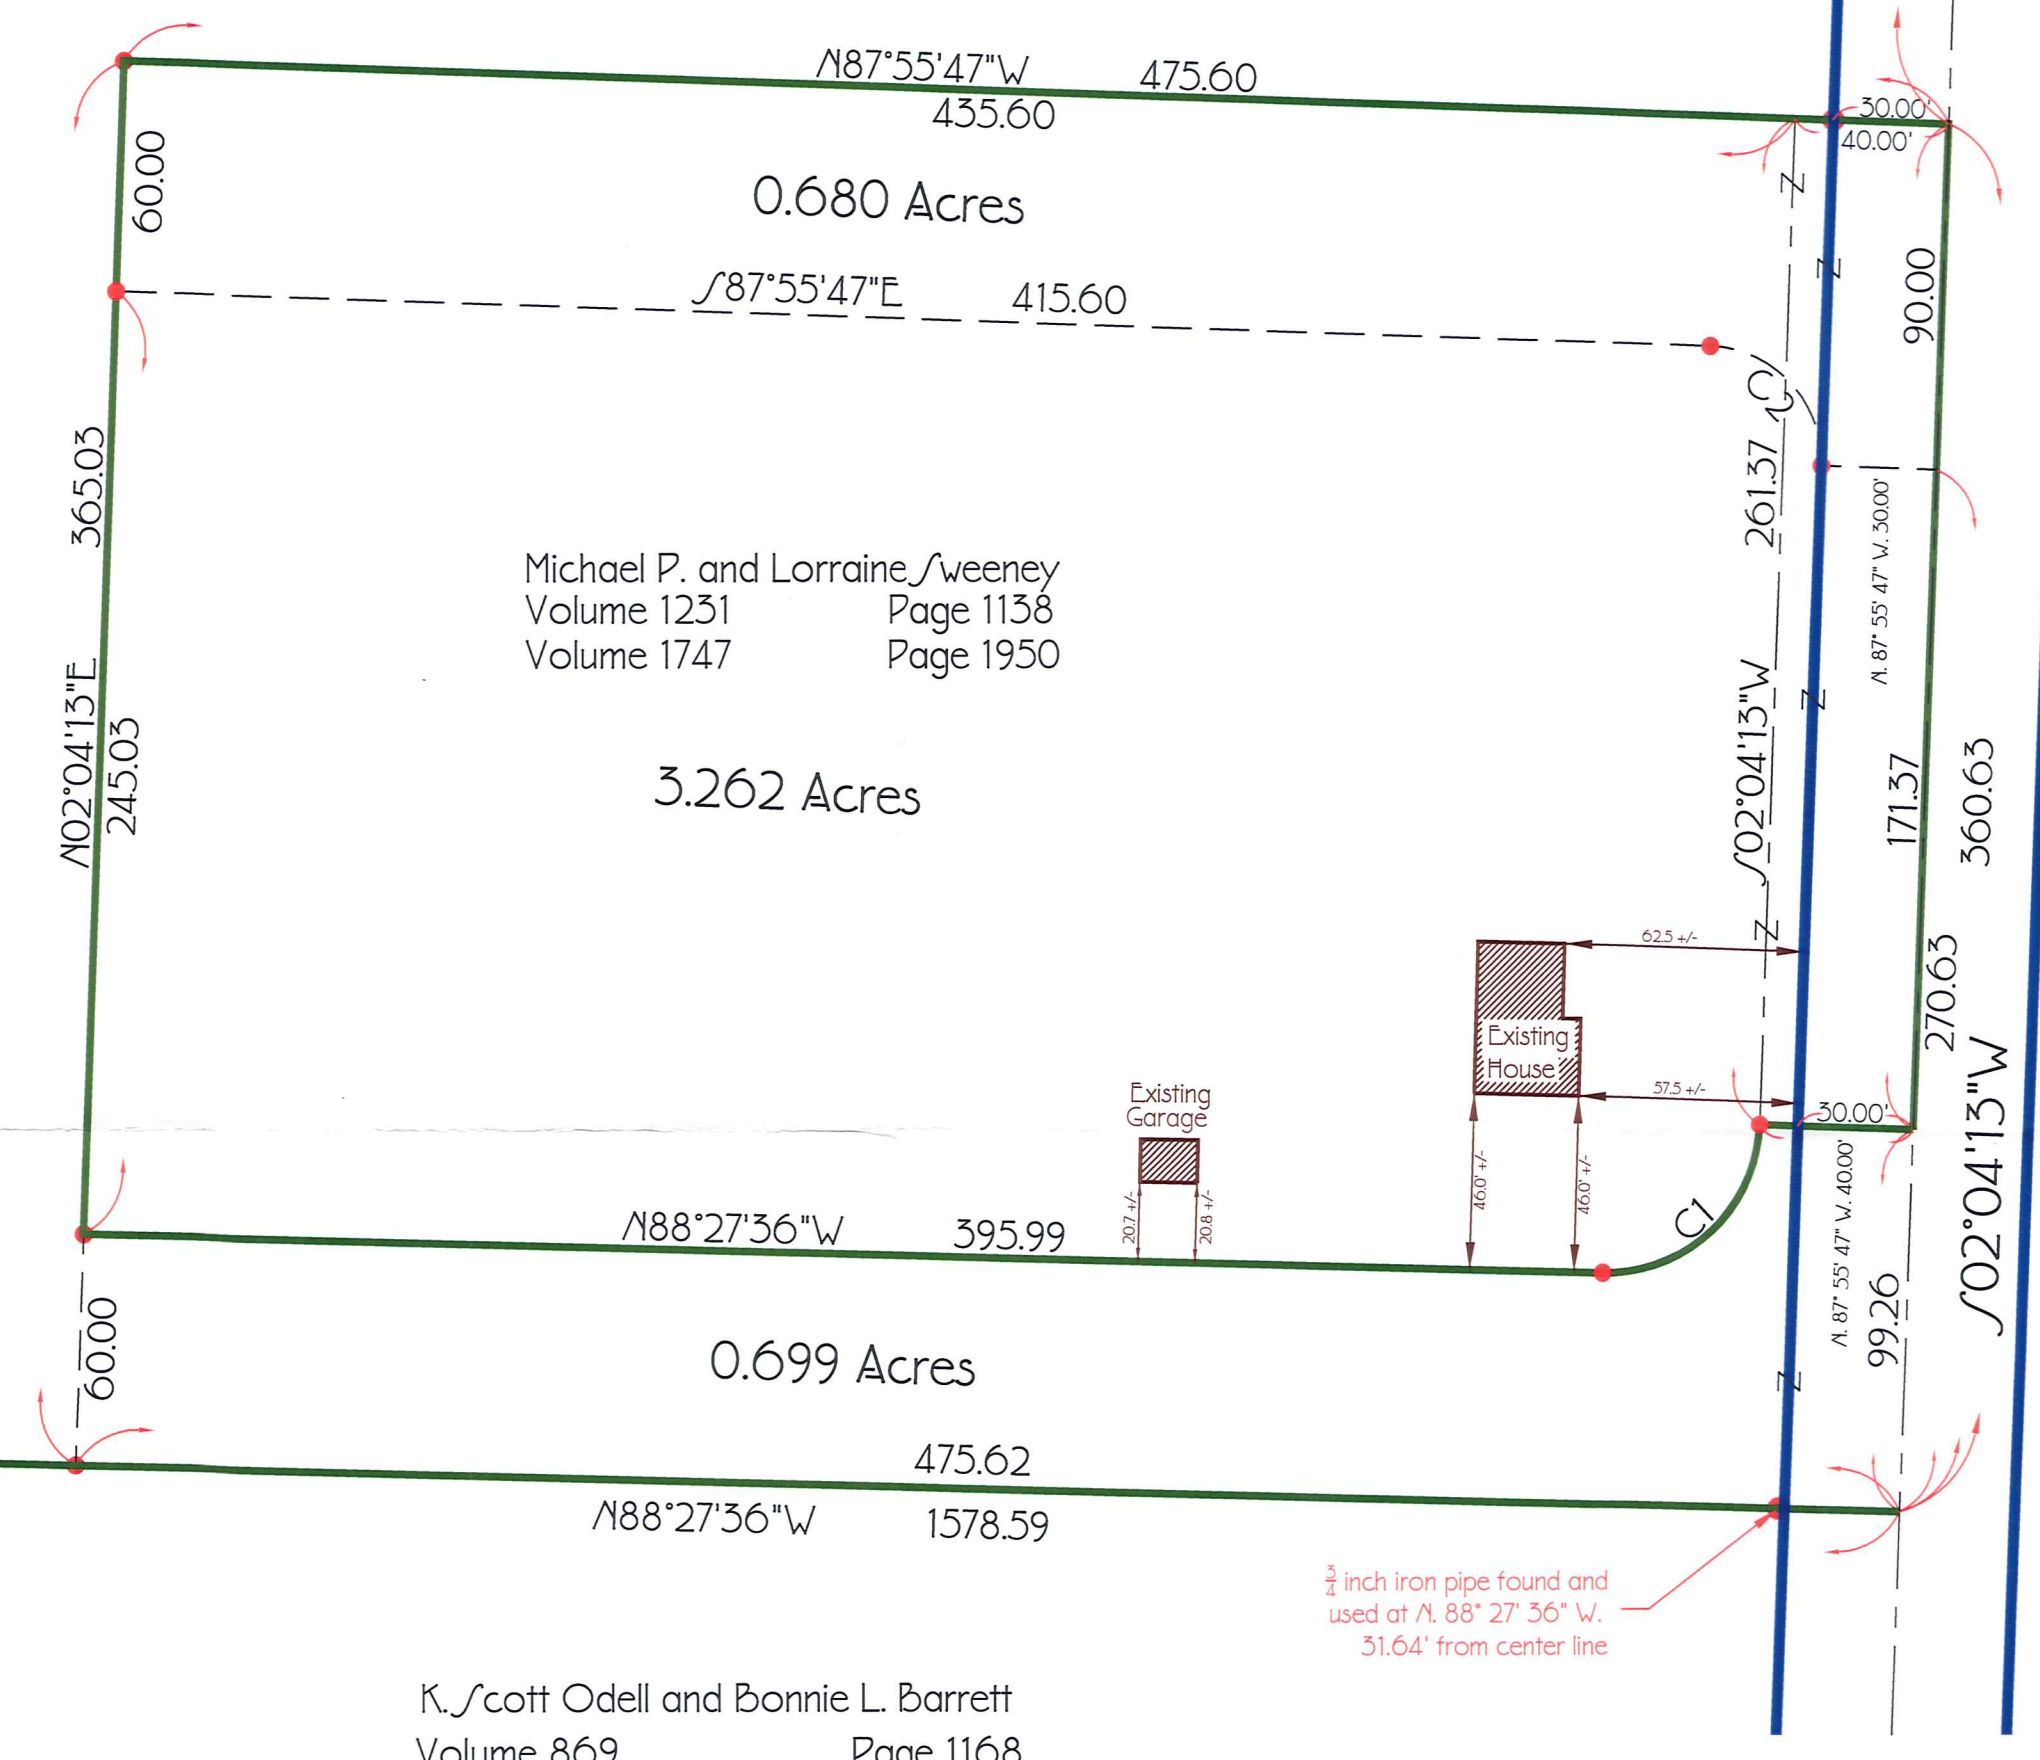 N87°55'47"W 475.60
435.60
30.00'
40.00'
60.00
0.680 Acres
S87°55'47"E 415.60
90.00
C2
261.37
365.03
N. 87° 55' 47" W. 30.00'
Michael P. and Lorraine Sweeney
Volume 1231 Page 1138
Volume 1747 Page 1950
N02°04'13"E
245.03
S02°04'13"W
3.262 Acres
171.37
360.63
62.5 +/-
270.63
Existing
House
57.5 +/-
Existing
Garage
30.00'
46.0' +/-
46.0' +/-
20.7 +/-
20.8 +/-
C1
N. 87° 55' 47" W. 40.00'
S02°04'13"W
N88°27'36"W 395.99
99.26
60.00
0.699 Acres
475.62
N88°27'36"W 1578.59
3/4 inch iron pipe found and
used at N. 88° 27' 36" W.
31.64' from center line
K. Scott Odell and Bonnie L. Barrett
Volume 869 Page 1168